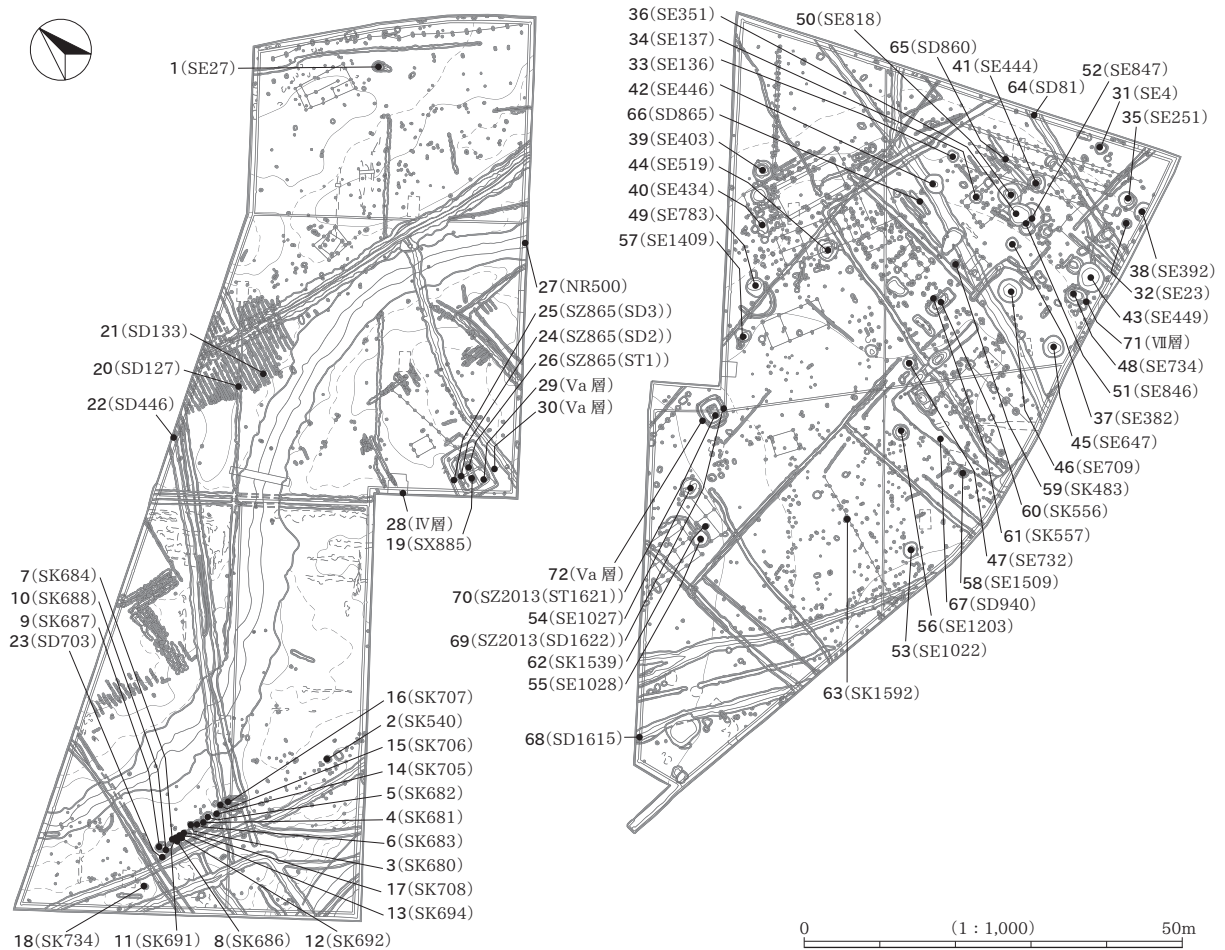 1(SE27)
21(SD133)
20(SD127)
22(SD446)
27(NR500)
25(SZ865(SD3))
24(SZ865(SD2))
26(SZ865(ST1))
29(Va 層)
30(Va 層)
28(Ⅳ層)
19(SX885)
7(SK684)
10(SK688)
9(SK687)
23(SD703)
16(SK707)
2(SK540)
15(SK706)
14(SK705)
5(SK682)
4(SK681)
6(SK683)
3(SK680)
17(SK708)
13(SK694)
18(SK734)
11(SK691)
8(SK686)
12(SK692)
36(SE351)
34(SE137)
33(SE136)
42(SE446)
66(SD865)
39(SE403)
44(SE519)
40(SE434)
49(SE783)
57(SE1409)
50(SE818)
65(SD860)
41(SE444)
64(SD81)
52(SE847)
31(SE4)
35(SE251)
38(SE392)
32(SE23)
43(SE449)
71(Ⅶ層)
48(SE734)
51(SE846)
37(SE382)
45(SE647)
46(SE709)
59(SK483)
60(SK556)
61(SK557)
47(SE732)
58(SE1509)
67(SD940)
56(SE1203)
53(SE1022)
63(SK1592)
72(Va 層)
70(SZ2013(ST1621))
54(SE1027)
69(SZ2013(SD1622))
62(SK1539)
55(SE1028)
68(SD1615)
0 (1：1,000) 50m